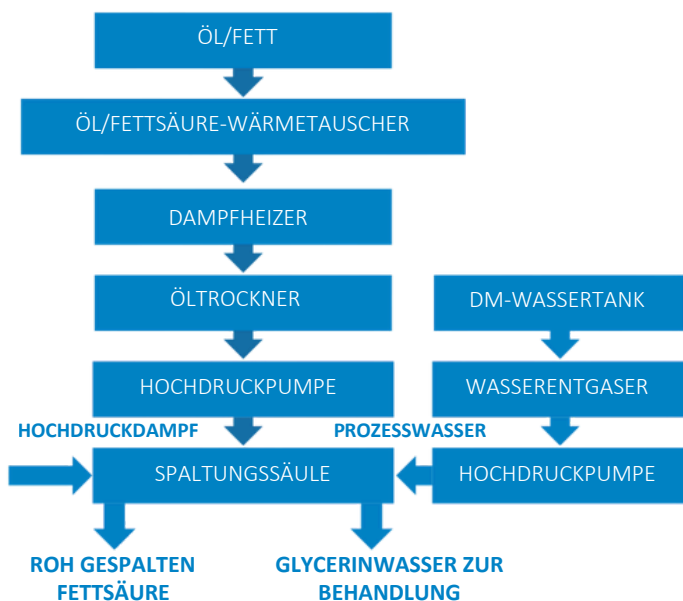 ÖL/FETT
ÖL/FETTSÄURE-WÄRMETAUSCHER
DAMPFHEIZER
ÖLTROCKNER
DM-WASSERTANK
HOCHDRUCKPUMPE
WASSERENTGASER
HOCHDRUCKDAMPF
PROZESSWASSER
SPALTUNGSSÄULE
HOCHDRUCKPUMPE
ROH GESPALTEN
FETTSÄURE
GLYCERINWASSER ZUR
BEHANDLUNG